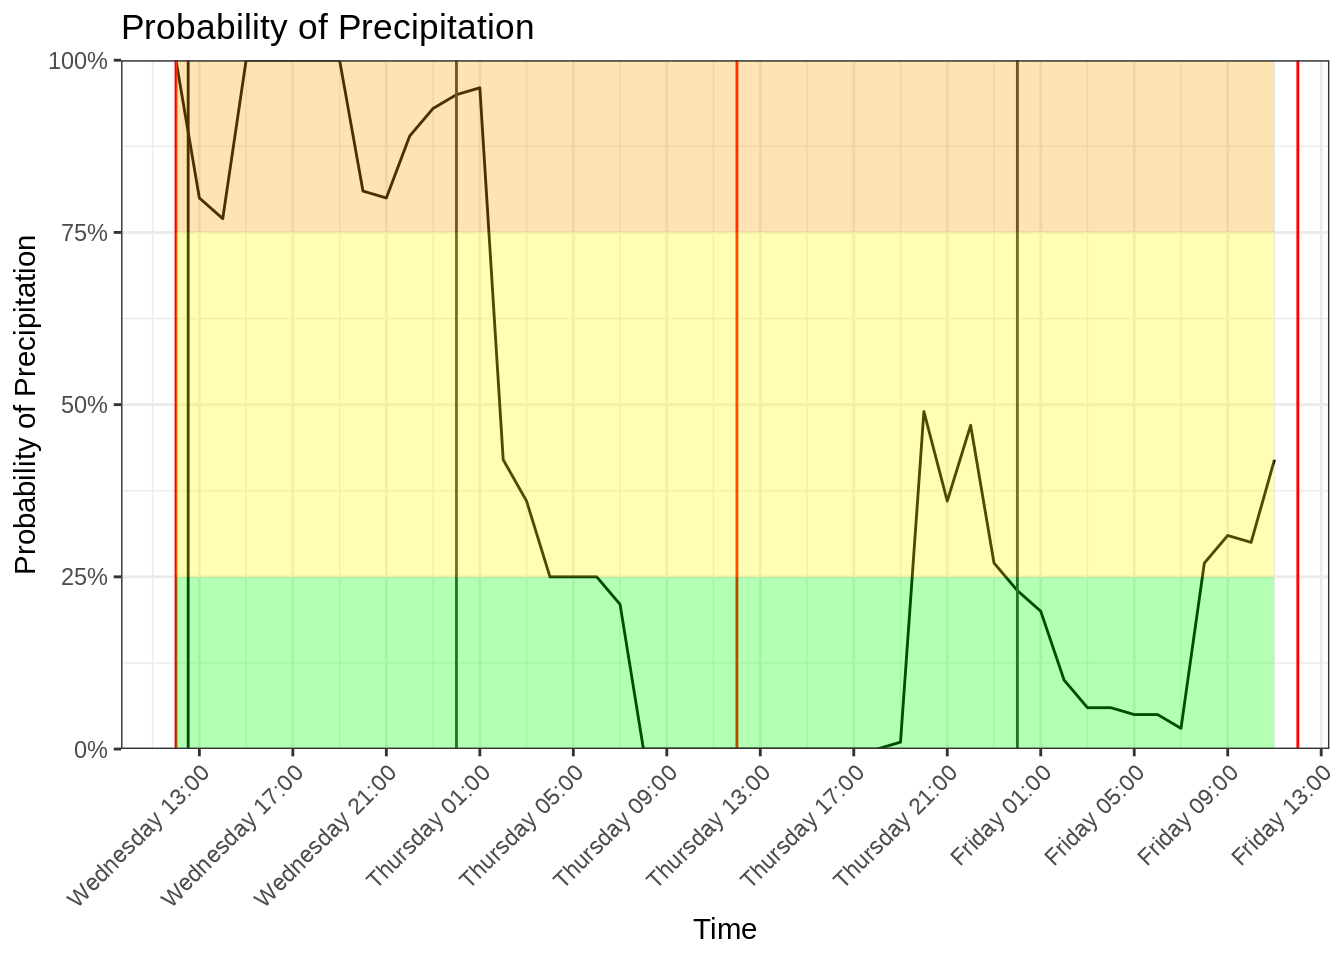 Probability of Precipitation
Probability of Precipitation
100%
75%
50%
25%
0%
Wednesday 13:00
Wednesday 17:00
Wednesday 21:00
Thursday 01:00
Thursday 05:00
Thursday 09:00
Thursday 13:00
Thursday 17:00
Thursday 21:00
Friday 01:00
Friday 05:00
Friday 09:00
Friday 13:00
Time